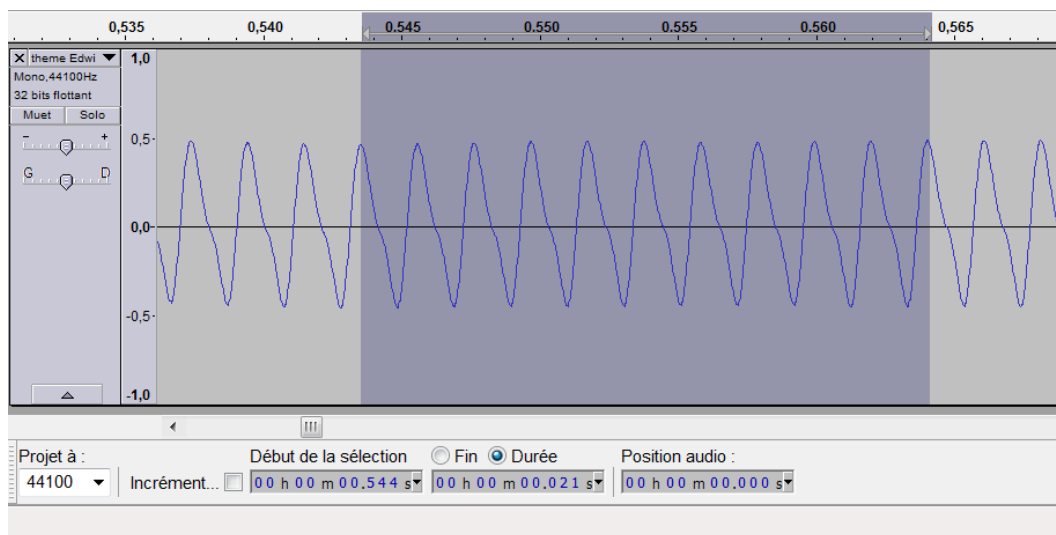 0,535 0,540 0.545 0.550 0.555 0.560 0,565
X theme Edwi 1,0
Mono,44100Hz
32 bits flottant
Muet Solo
- + 0,5
G D
0,0
-0,5
-1,0
Projet à : Début de la sélection Fin Durée Position audio :
44100 Incrément... 00 h 00 m 00.544 s 00 h 00 m 00.021 s 00 h 00 m 00.000 s